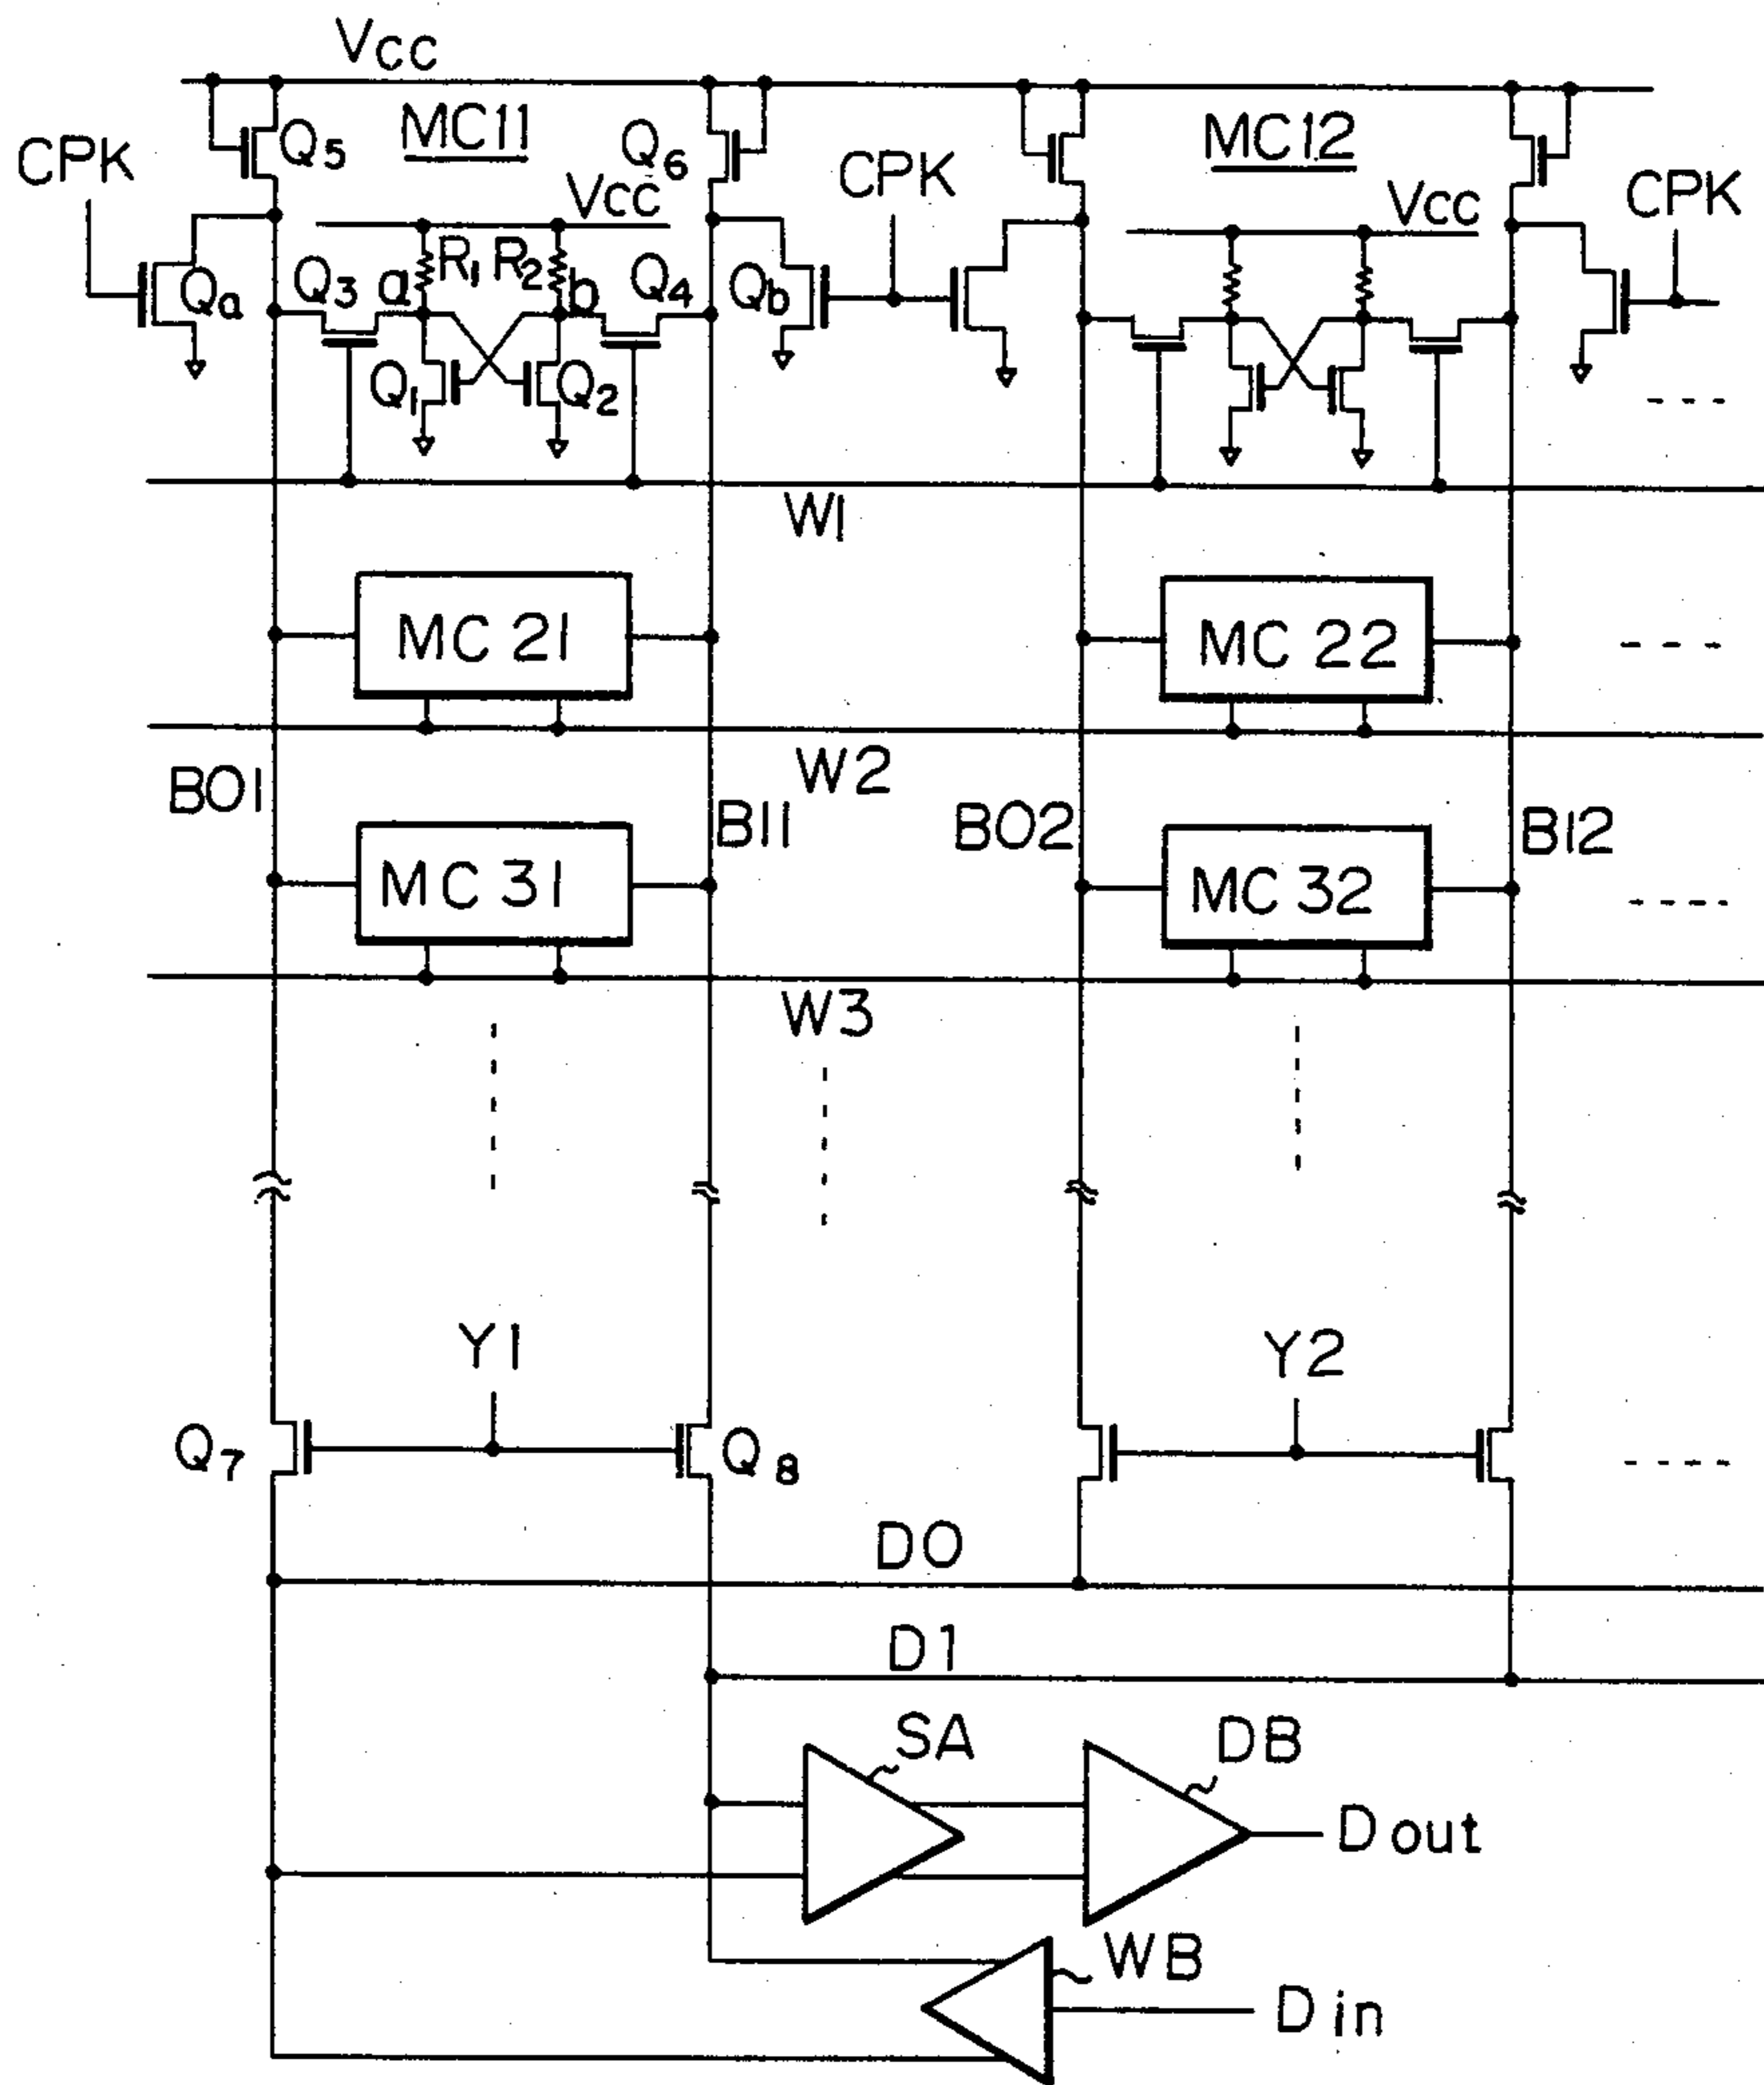 Vcc
MC11
MC12
CPK
Q5
Q6
CPK
CPK
Vcc
Vcc
Qa
Q3
a
R1
R2
b
Q4
Qb
Q1
Q2
W1
MC 21
MC 22
W2
B01
B11
B02
B12
MC 31
MC 32
W3
Y1
Y2
Q7
Q8
D0
D1
SA
DB
D out
WB
D in